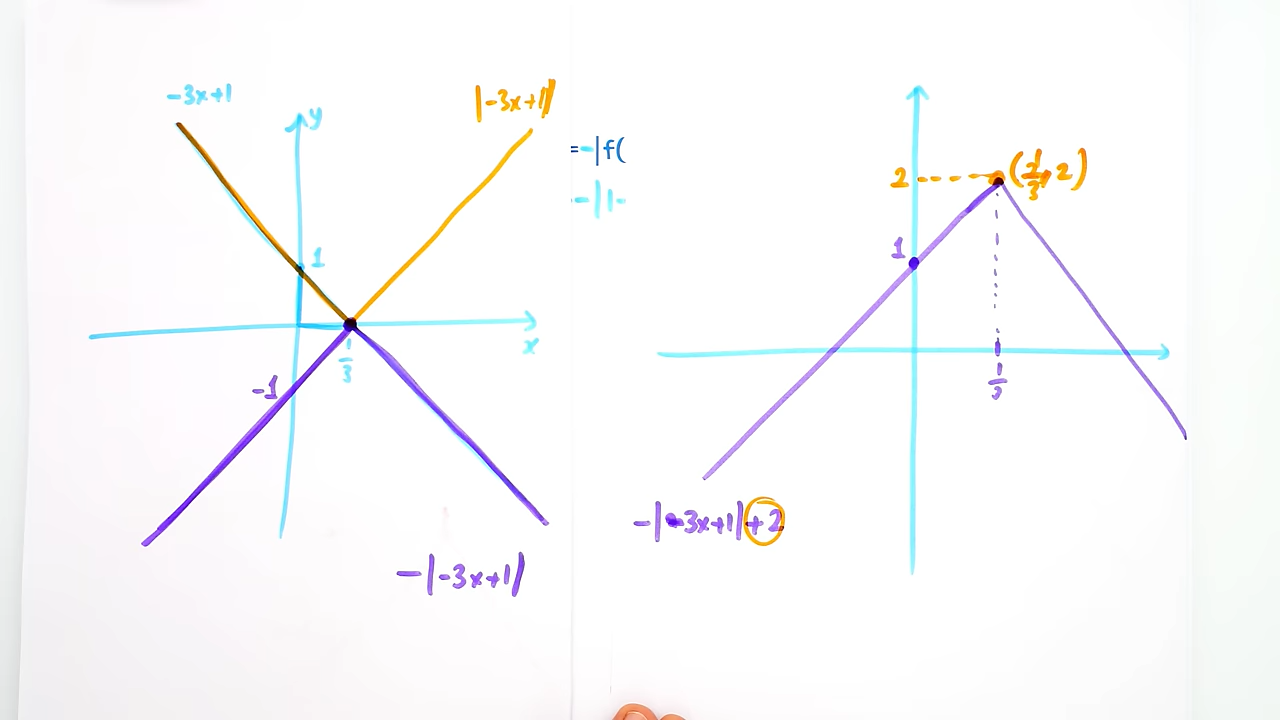 -3x+1
|-3x+1|
y
1
x
1/3
-1
-|-3x+1|
=-|f(
-|1-
2
(1/3, 2)
1
-|-3x+1|+2